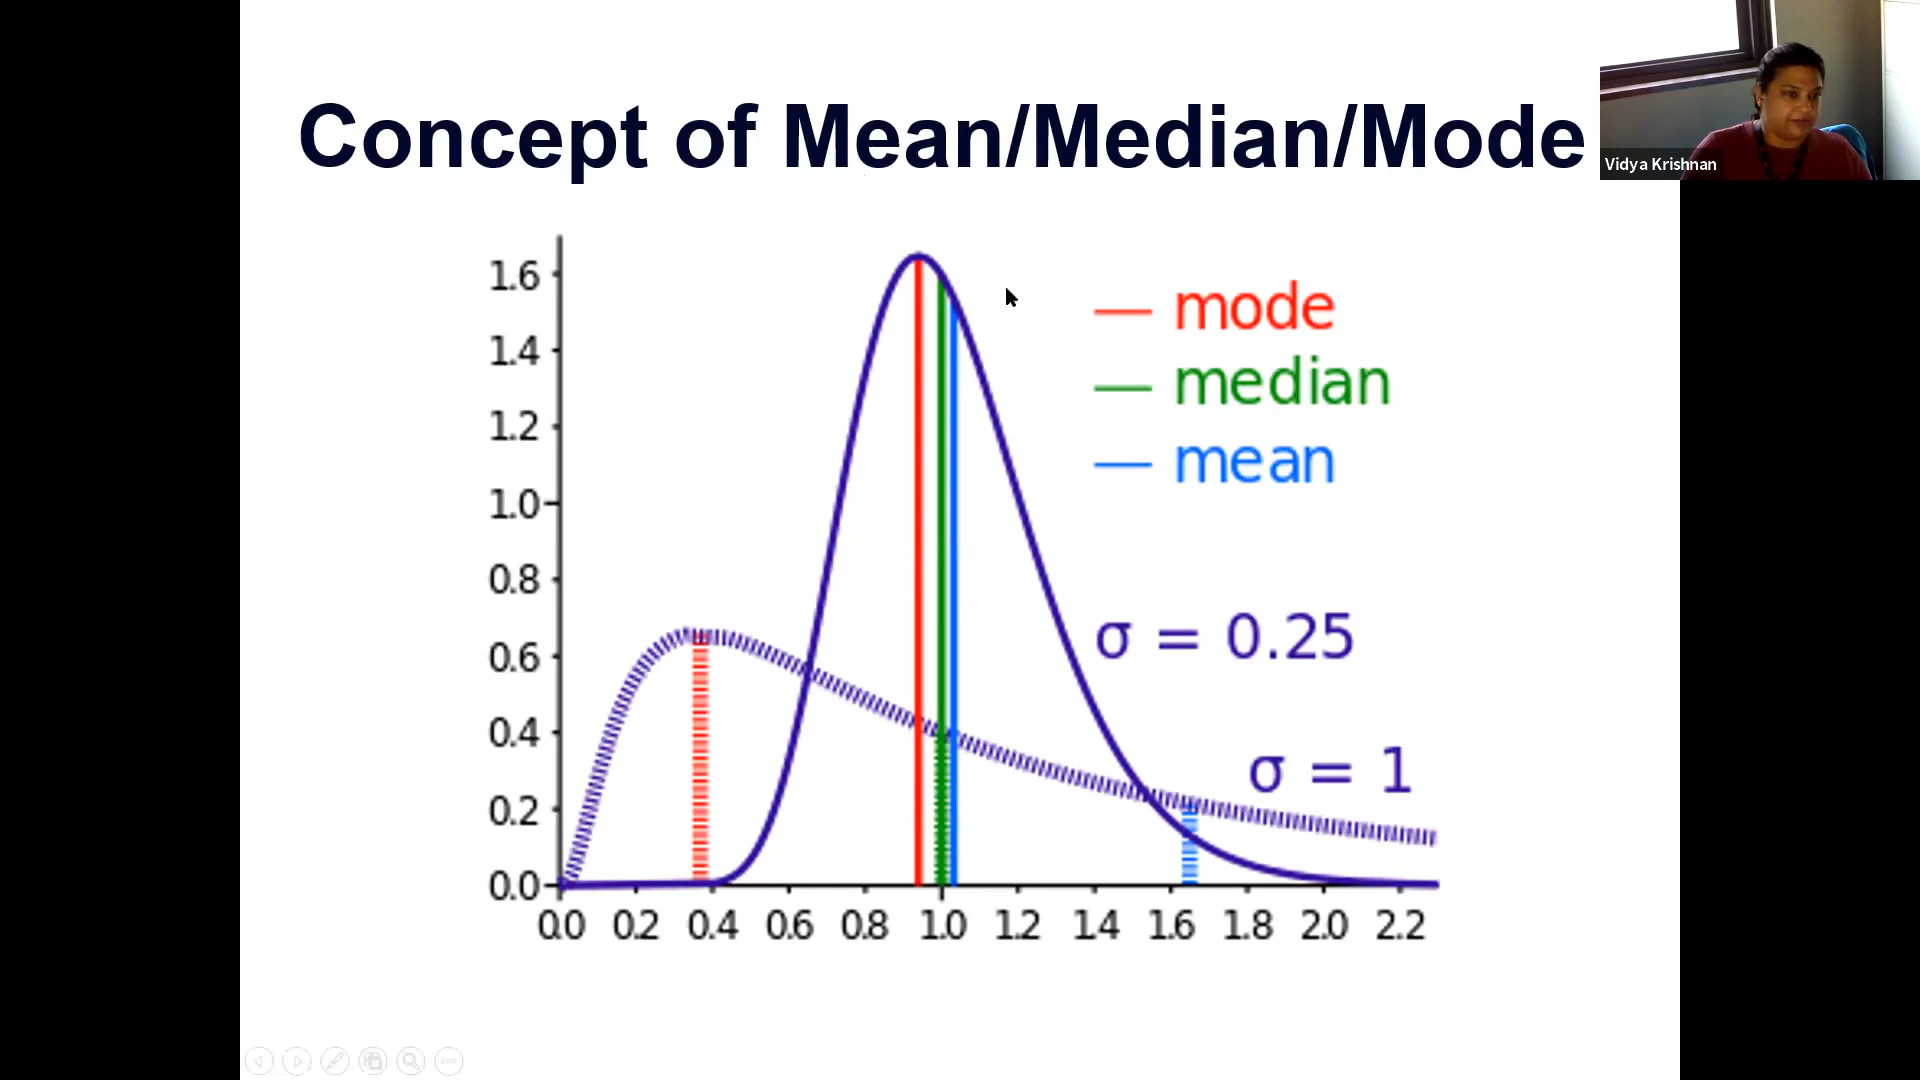 Concept of Mean/Median/Mode
Vidya Krishnan
1.6
1.4
1.2
1.0
0.8
0.6
0.4
0.2
0.0
mode
median
mean
σ = 0.25
σ = 1
0.0 0.2 0.4 0.6 0.8 1.0 1.2 1.4 1.6 1.8 2.0 2.2